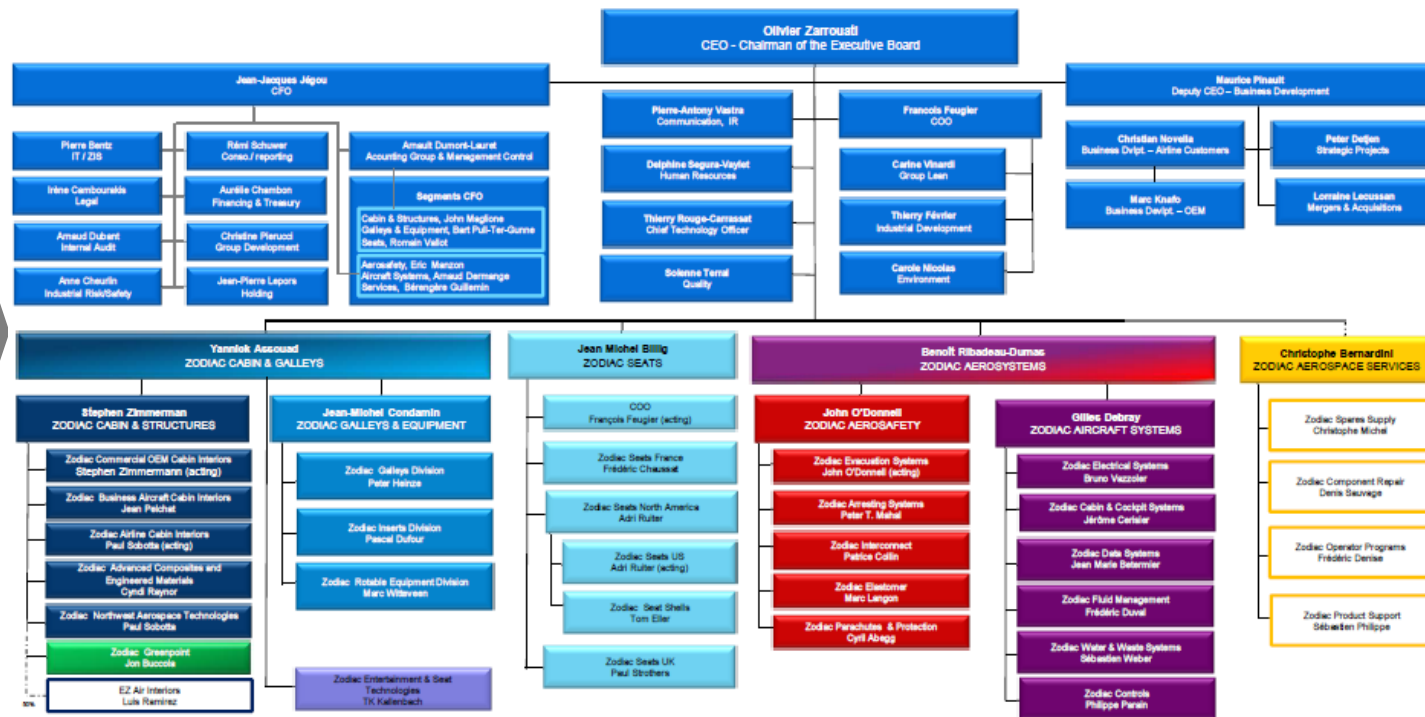 Olivier Zarrouati
CEO - Chairman of the Executive Board
Jean-Jacques Jégou
CFO
Maurice Pinault
Deputy CEO – Business Development
Pierre Bentz
IT / ZIS
Rémi Schuwer
Conso./ reporting
Arnault Dumont-Lauret
Acounting Group & Management Control
Irène Cambourakis
Legal
Aurélie Chambon
Financing & Treasury
Segments CFO
Cabin & Structures, John Maglione
Galleys & Equipment, Bart Pull-Ter-Gunne
Seats, Romain Vallot
Arnaud Dubant
Internal Audit
Christine Pierucci
Group Development
Aerosafety, Eric Manzon
Aircraft Systems, Arnaud Dermange
Services, Bérengère Guillemin
Anne Cheurlin
Industrial Risk/Safety
Jean-Pierre Lepors
Holding
Pierre-Antony Vastra
Communication, IR
Francois Feugier
COO
Delphine Segura-Vaylet
Human Resources
Carine Vinardi
Group Lean
Thierry Rouge-Carrassat
Chief Technology Officer
Thierry Février
Industrial Development
Solenne Terral
Quality
Carole Nicolas
Environment
Christian Novella
Business Dvlpt. – Airline Customers
Peter Detjen
Strategic Projects
Marc Knafo
Business Devlpt. – OEM
Lorraine Lecussan
Mergers & Acquisitions
Yannick Assouad
ZODIAC CABIN & GALLEYS
Stephen Zimmerman
ZODIAC CABIN & STRUCTURES
Zodiac Commercial OEM Cabin Interiors
Stephen Zimmermann (acting)
Zodiac Business Aircraft Cabin Interiors
Jean Pelchat
Zodiac Airline Cabin Interiors
Paul Sobotta (acting)
Zodiac Advanced Composites and
Engineered Materials
Cyndi Raynor
Zodiac Northwest Aerospace Technologies
Paul Sobotta
Zodiac Greenpoint
Jon Buccola
50%
EZ Air Interiors
Luis Ramirez
Jean-Michel Condamin
ZODIAC GALLEYS & EQUIPMENT
Zodiac Galleys Division
Peter Heinze
Zodiac Inserts Division
Pascal Dufour
Zodiac Rotable Equipment Division
Marc Witteveen
Zodiac Entertainment & Seat
Technologies
TK Kallenbach
Jean Michel Billig
ZODIAC SEATS
COO
François Feugier (acting)
Zodiac Seats France
Frédéric Chaussat
Zodiac Seats North America
Adri Ruiter
Zodiac Seats US
Adri Ruiter (acting)
Zodiac Seat Shells
Tom Eller
Zodiac Seats UK
Paul Strothers
Benoît Ribadeau-Dumas
ZODIAC AEROSYSTEMS
John O'Donnell
ZODIAC AEROSAFETY
Zodiac Evacuation Systems
John O'Donnell (acting)
Zodiac Arresting Systems
Peter T. Mahal
Zodiac Interconnect
Patrice Collin
Zodiac Elastomer
Marc Langon
Zodiac Parachutes & Protection
Cyril Abegg
Gilles Debray
ZODIAC AIRCRAFT SYSTEMS
Zodiac Electrical Systems
Bruno Vazzoler
Zodiac Cabin & Cockpit Systems
Jérôme Cerisier
Zodiac Data Systems
Jean Marie Betermier
Zodiac Fluid Management
Frédéric Duval
Zodiac Water & Waste Systems
Sébastien Weber
Zodiac Controls
Philippe Parain
Christophe Bernardini
ZODIAC AEROSPACE SERVICES
Zodiac Spares Supply
Christophe Michel
Zodiac Component Repair
Denis Sauvage
Zodiac Operator Programs
Frédéric Denise
Zodiac Product Support
Sébastien Philippe